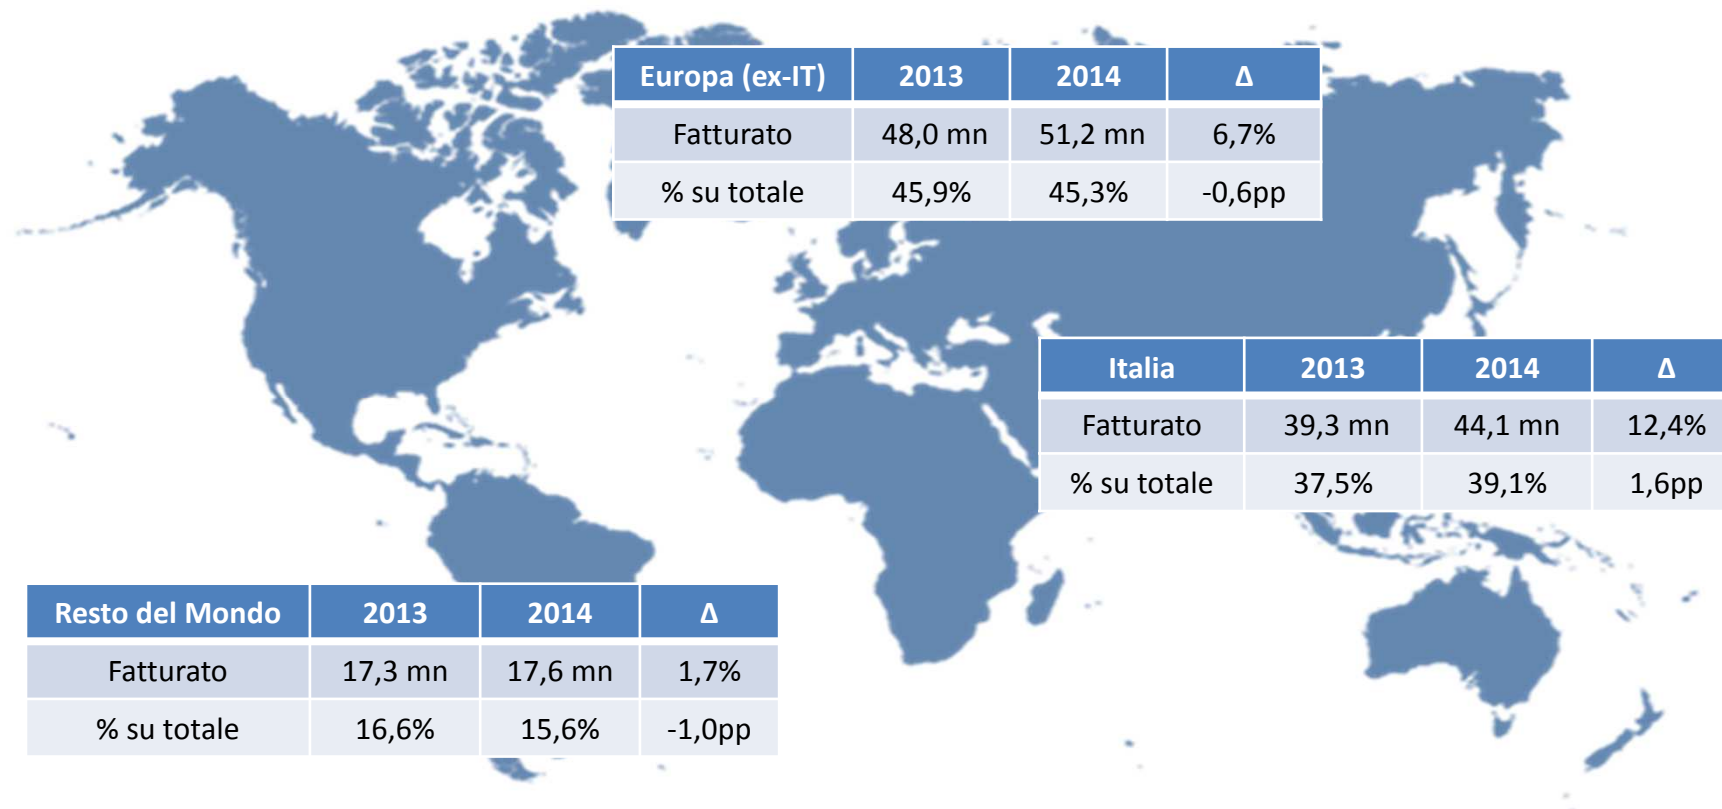 Europa (ex-IT) 2013 2014 Δ
Fatturato 48,0 mn 51,2 mn 6,7%
% su totale 45,9% 45,3% -0,6pp
Italia 2013 2014 Δ
Fatturato 39,3 mn 44,1 mn 12,4%
% su totale 37,5% 39,1% 1,6pp
Resto del Mondo 2013 2014 Δ
Fatturato 17,3 mn 17,6 mn 1,7%
% su totale 16,6% 15,6% -1,0pp